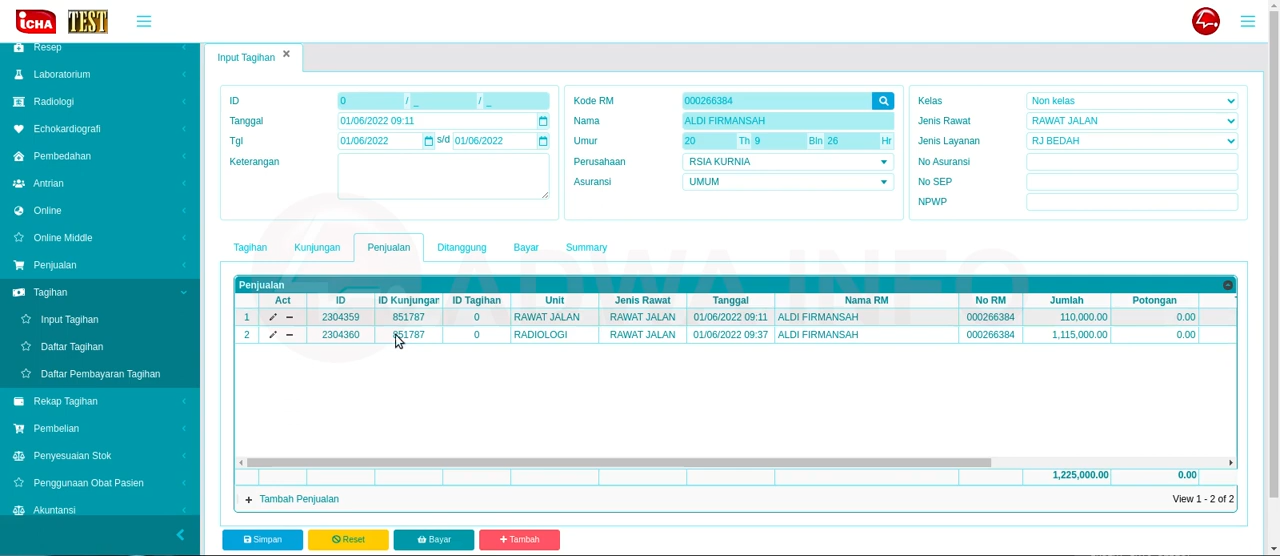 iCHA TEST
Resep
Laboratorium
Radiologi
Echokardiografi
Pembedahan
Antrian
Online
Online Middle
Penjualan
Tagihan
Input Tagihan
Daftar Tagihan
Daftar Pembayaran Tagihan
Rekap Tagihan
Pembelian
Penyesuaian Stok
Penggunaan Obat Pasien
Akuntansi
Input Tagihan
ID 0 / _ / _
Tanggal 01/06/2022 09:11
Tgl 01/06/2022 s/d 01/06/2022
Keterangan
Kode RM 000266384
Nama ALDI FIRMANSAH
Umur 20 Th 9 Bln 26 Hr
Perusahaan RSIA KURNIA
Asuransi UMUM
Kelas Non kelas
Jenis Rawat RAWAT JALAN
Jenis Layanan RJ BEDAH
No Asuransi
No SEP
NPWP
Tagihan Kunjungan Penjualan Ditanggung Bayar Summary
ADWA INFO
Penjualan
Act ID ID Kunjungan ID Tagihan Unit Jenis Rawat Tanggal Nama RM No RM Jumlah Potongan
1 2304359 851787 0 RAWAT JALAN RAWAT JALAN 01/06/2022 09:11 ALDI FIRMANSAH 000266384 110,000.00 0.00
2 2304360 851787 0 RADIOLOGI RAWAT JALAN 01/06/2022 09:37 ALDI FIRMANSAH 000266384 1,115,000.00 0.00
1,225,000.00 0.00
+ Tambah Penjualan View 1 - 2 of 2
Simpan Reset Bayar + Tambah